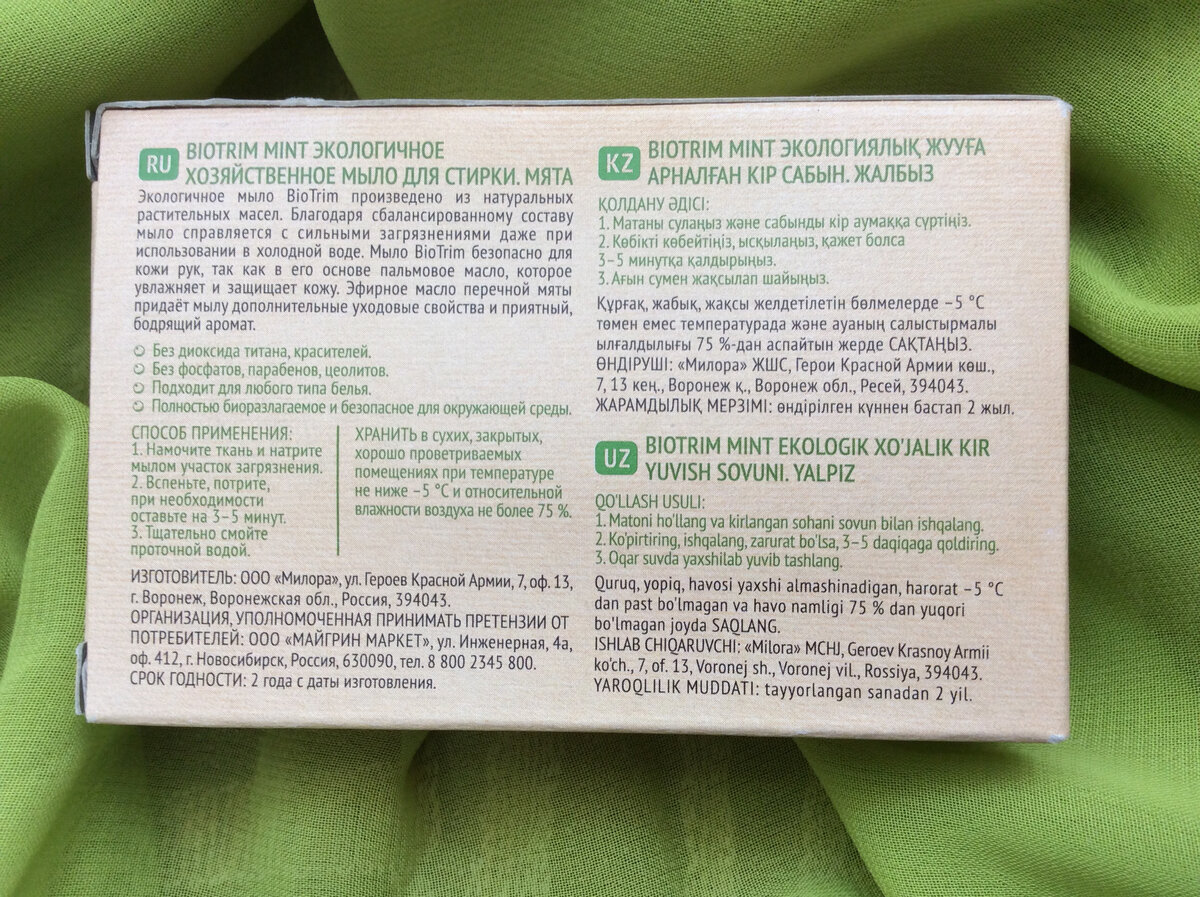 RU
BIOTRIM MINT ЭКОЛОГИЧНОЕ
ХОЗЯЙСТВЕННОЕ МЫЛО ДЛЯ СТИРКИ. МЯТА
Экологичное мыло BioTrim произведено из натуральных
растительных масел. Благодаря сбалансированному составу
мыло справляется с сильными загрязнениями даже при
использовании в холодной воде. Мыло BioTrim безопасно для
кожи рук, так как в его основе пальмовое масло, которое
увлажняет и защищает кожу. Эфирное масло перечной мяты
придаёт мылу дополнительные уходовые свойства и приятный,
бодрящий аромат.
Без диоксида титана, красителей.
Без фосфатов, парабенов, цеолитов.
Подходит для любого типа белья.
Полностью биоразлагаемое и безопасное для окружающей среды.
СПОСОБ ПРИМЕНЕНИЯ:
1. Намочите ткань и натрите
мылом участок загрязнения.
2. Вспеньте, потрите,
при необходимости
оставьте на 3–5 минут.
3. Тщательно смойте
проточной водой.
ХРАНИТЬ в сухих, закрытых,
хорошо проветриваемых
помещениях при температуре
не ниже –5 °C и относительной
влажности воздуха не более 75 %.
ИЗГОТОВИТЕЛЬ: ООО «Милора», ул. Героев Красной Армии, 7, оф. 13,
г. Воронеж, Воронежская обл., Россия, 394043.
ОРГАНИЗАЦИЯ, УПОЛНОМОЧЕННАЯ ПРИНИМАТЬ ПРЕТЕНЗИИ ОТ
ПОТРЕБИТЕЛЕЙ: ООО «МАЙГРИН МАРКЕТ», ул. Инженерная, 4а,
оф. 412, г. Новосибирск, Россия, 630090, тел. 8 800 2345 800.
СРОК ГОДНОСТИ: 2 года с даты изготовления.
KZ
BIOTRIM MINT ЭКОЛОГИЯЛЫҚ ЖУУҒА
АРНАЛҒАН КІР САБЫН. ЖАЛБЫЗ
ҚОЛДАНУ ӘДІСІ:
1. Матаны сулаңыз және сабынды кір аумаққа сүртіңіз.
2. Көбікті көбейтіңіз, ысқылаңыз, қажет болса
3–5 минутқа қалдырыңыз.
3. Ағын сумен жақсылап шайыңыз.
Құрғақ, жабық, жақсы желдетілетін бөлмелерде –5 °C
төмен емес температурада және ауаның салыстырмалы
ылғалдылығы 75 %-дан аспайтын жерде САҚТАҢЫЗ.
ӨНДІРУШІ: «Милора» ЖШС, Герои Красной Армии көш.,
7, 13 кең., Воронеж қ., Воронеж обл., Ресей, 394043.
ЖАРАМДЫЛЫҚ МЕРЗІМІ: өндірілген күннен бастап 2 жыл.
UZ
BIOTRIM MINT EKOLOGIK XO'JALIK KIR
YUVISH SOVUNI. YALPIZ
QO'LLASH USULI:
1. Matoni ho'llang va kirlangan sohani sovun bilan ishqalang.
2. Ko'pirtiring, ishqalang, zarurat bo'lsa, 3–5 daqiqaga qoldiring.
3. Oqar suvda yaxshilab yuvib tashlang.
Quruq, yopiq, havosi yaxshi almashinadigan, harorat –5 °C
dan past bo'lmagan va havo namligi 75 % dan yuqori
bo'lmagan joyda SAQLANG.
ISHLAB CHIQARUVCHI: «Milora» MCHJ, Geroev Krasnoy Armii
ko'ch., 7, of. 13, Voronej sh., Voronej vil., Rossiya, 394043.
YAROQLILIK MUDDATI: tayyorlangan sanadan 2 yil.